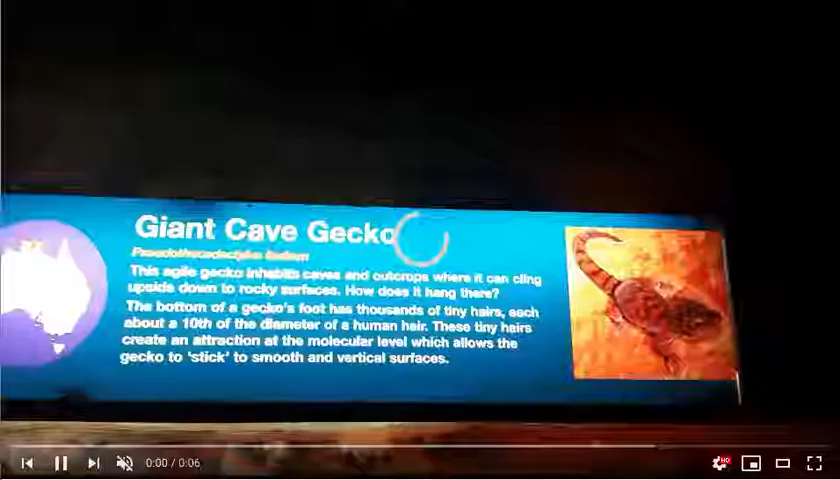 Giant Cave Gecko
Pseudothecadactylus lindneri
This agile gecko inhabits caves and outcrops where it can cling
upside down to rocky surfaces. How does it hang there?
The bottom of a gecko's foot has thousands of tiny hairs, each
about a 10th of the diameter of a human hair. These tiny hairs
create an attraction at the molecular level which allows the
gecko to 'stick' to smooth and vertical surfaces.
0:00 / 0:06
HD